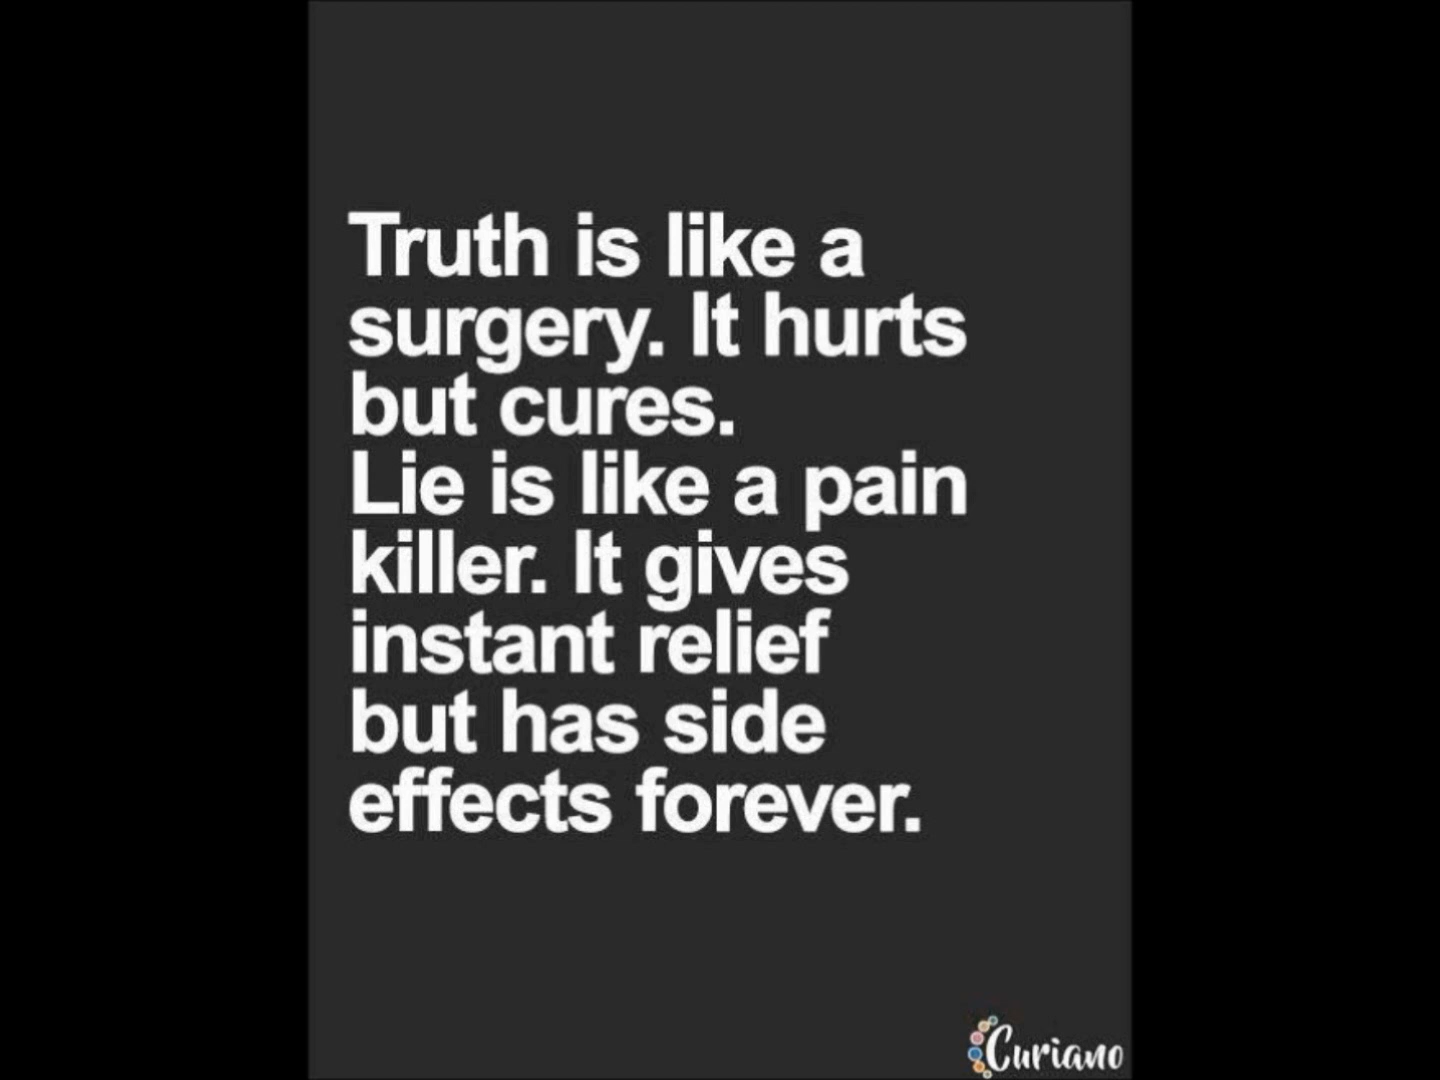 Truth is like a
surgery. It hurts
but cures.
Lie is like a pain
killer. It gives
instant relief
but has side
effects forever.
Curiano